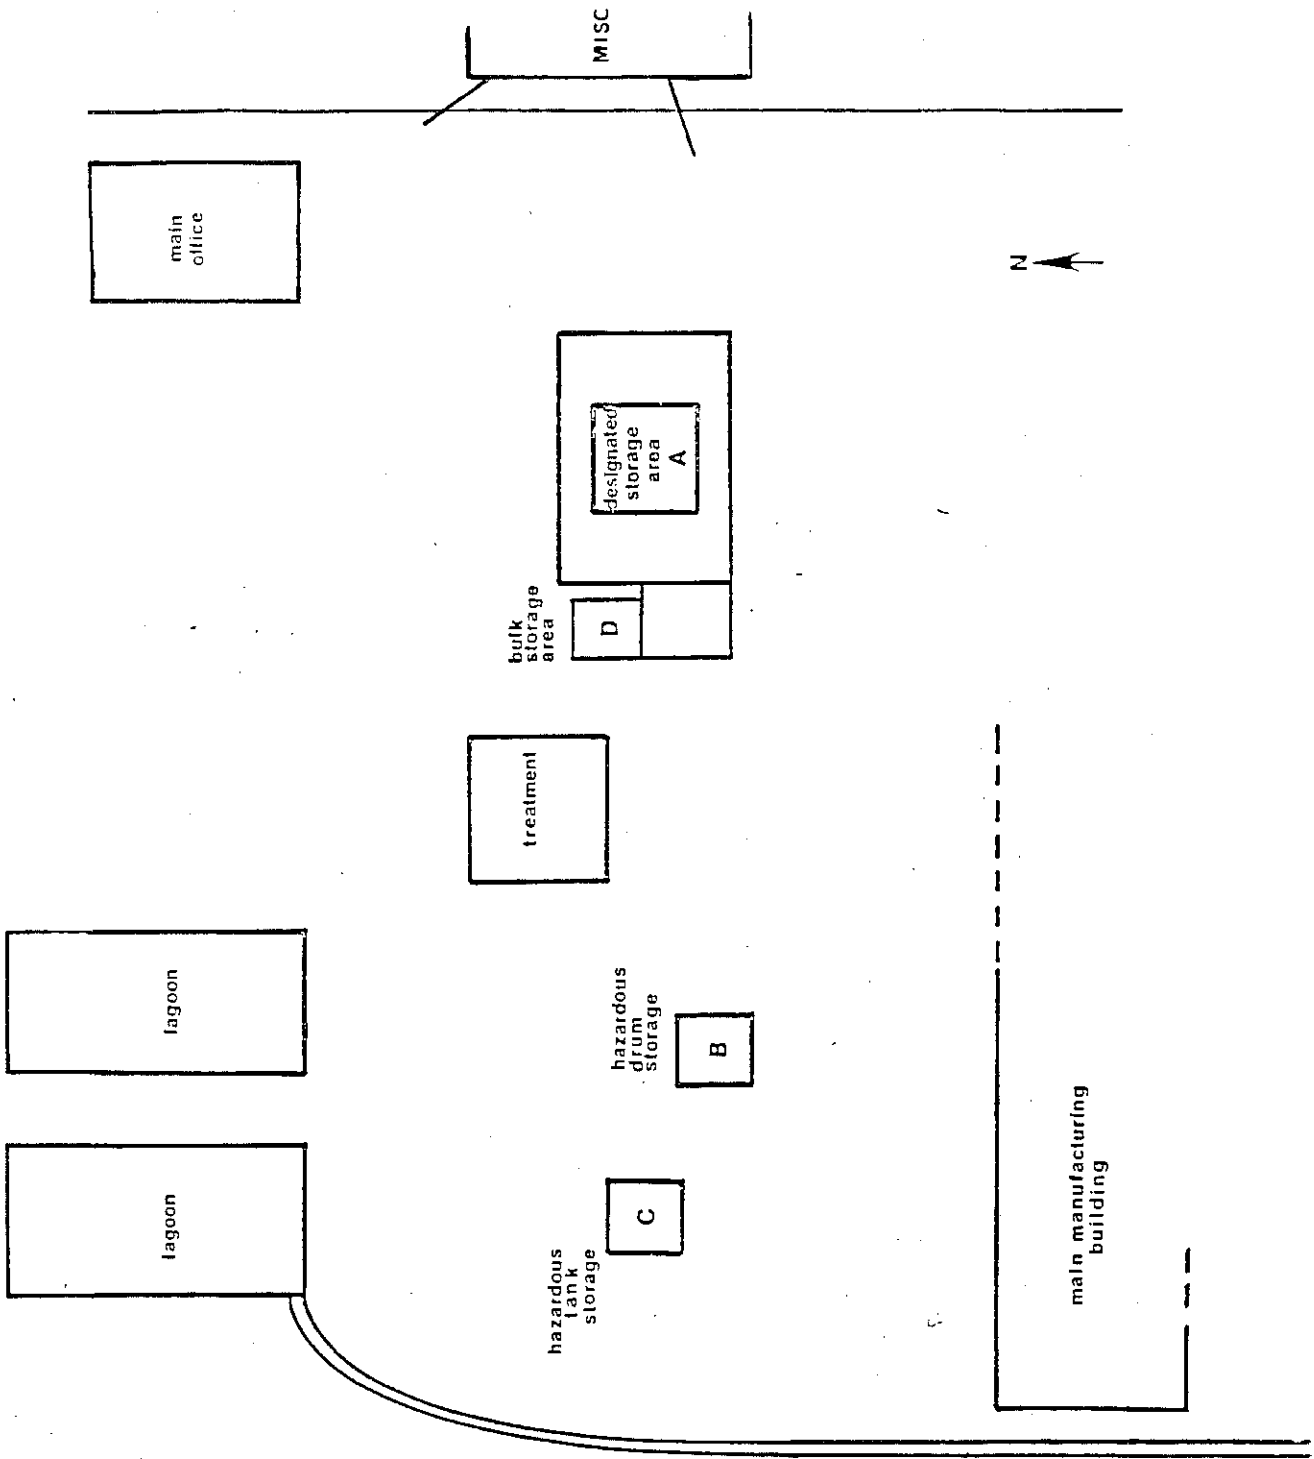 MISC
main
office
N
designated
storage
area
A
bulk
storage
area
D
treatment
lagoon
hazardous
drum
storage
B
lagoon
hazardous
tank
storage
C
main manufacturing
building